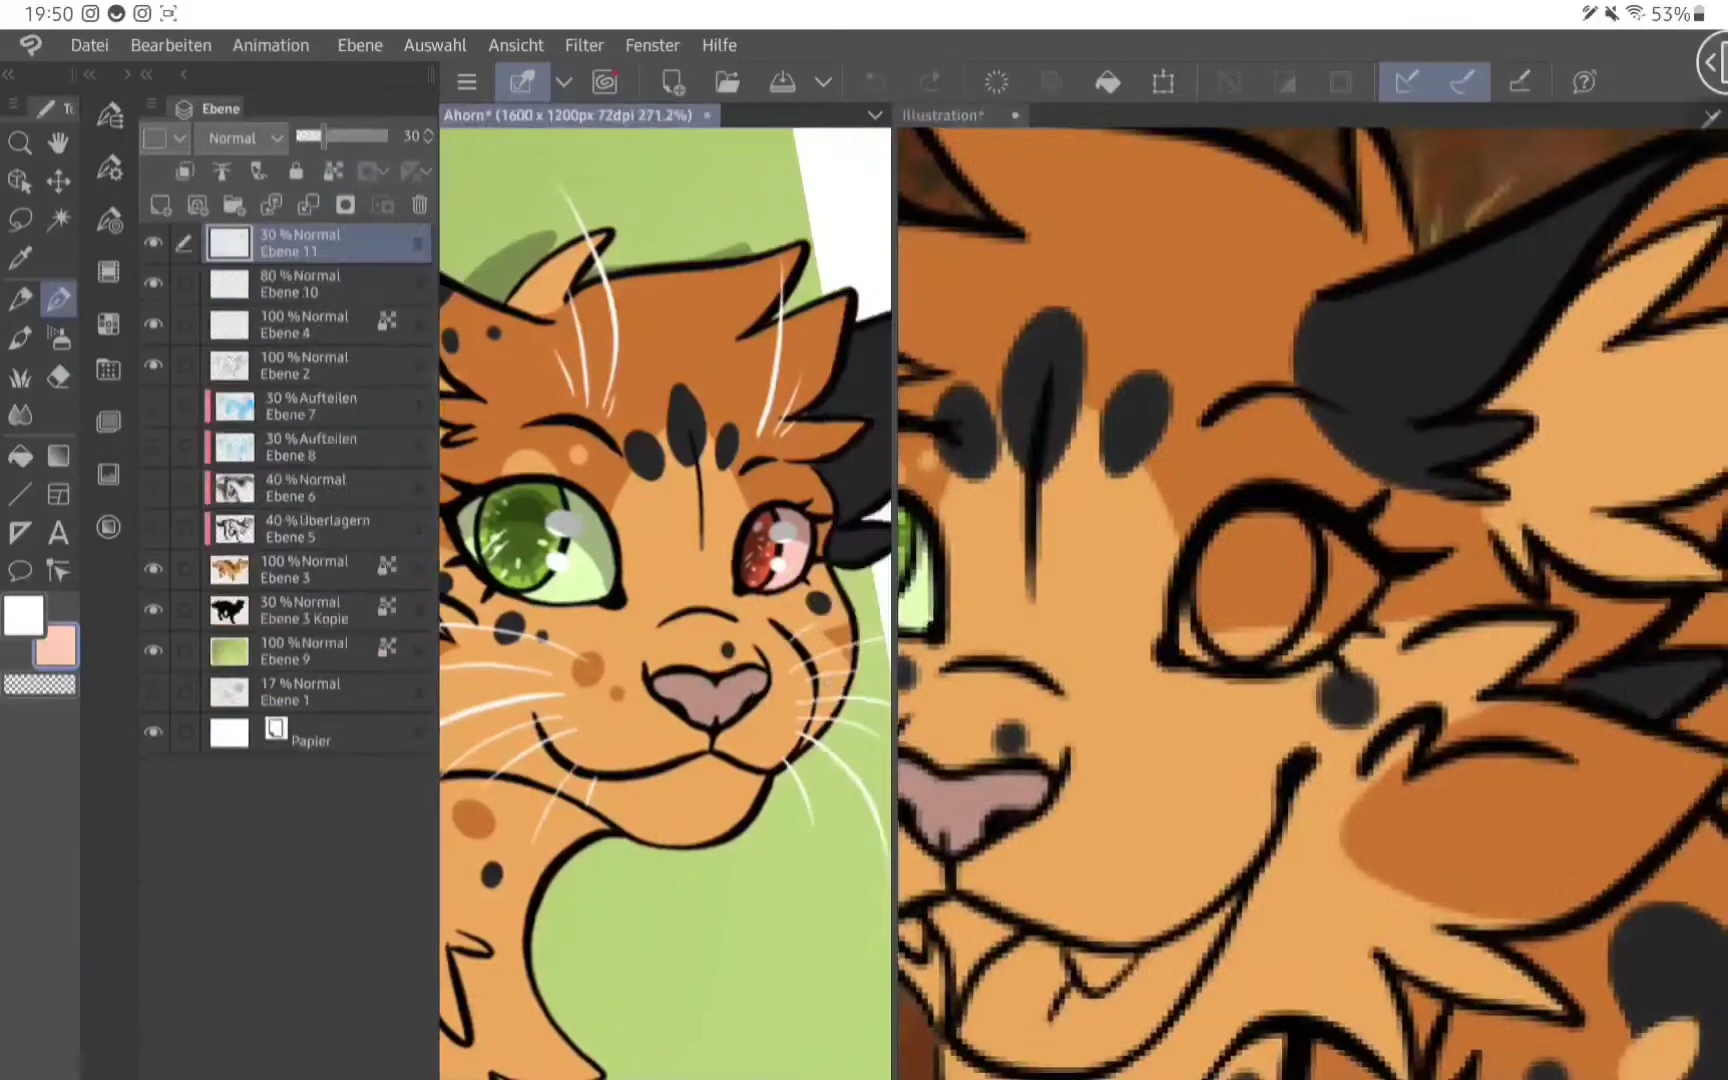 19:50
53%
Datei Bearbeiten Animation Ebene Auswahl Ansicht Filter Fenster Hilfe
Ebene
Ahorn* (1600 x 1200px 72dpi 271.2%)
Illustration*
Normal 30
30 % Normal
Ebene 11
80 % Normal
Ebene 10
100 % Normal
Ebene 4
100 % Normal
Ebene 2
30 % Aufteilen
Ebene 7
30 % Aufteilen
Ebene 8
40 % Normal
Ebene 6
40 % Überlagern
Ebene 5
100 % Normal
Ebene 3
30 % Normal
Ebene 3 Kopie
100 % Normal
Ebene 9
17 % Normal
Ebene 1
Papier